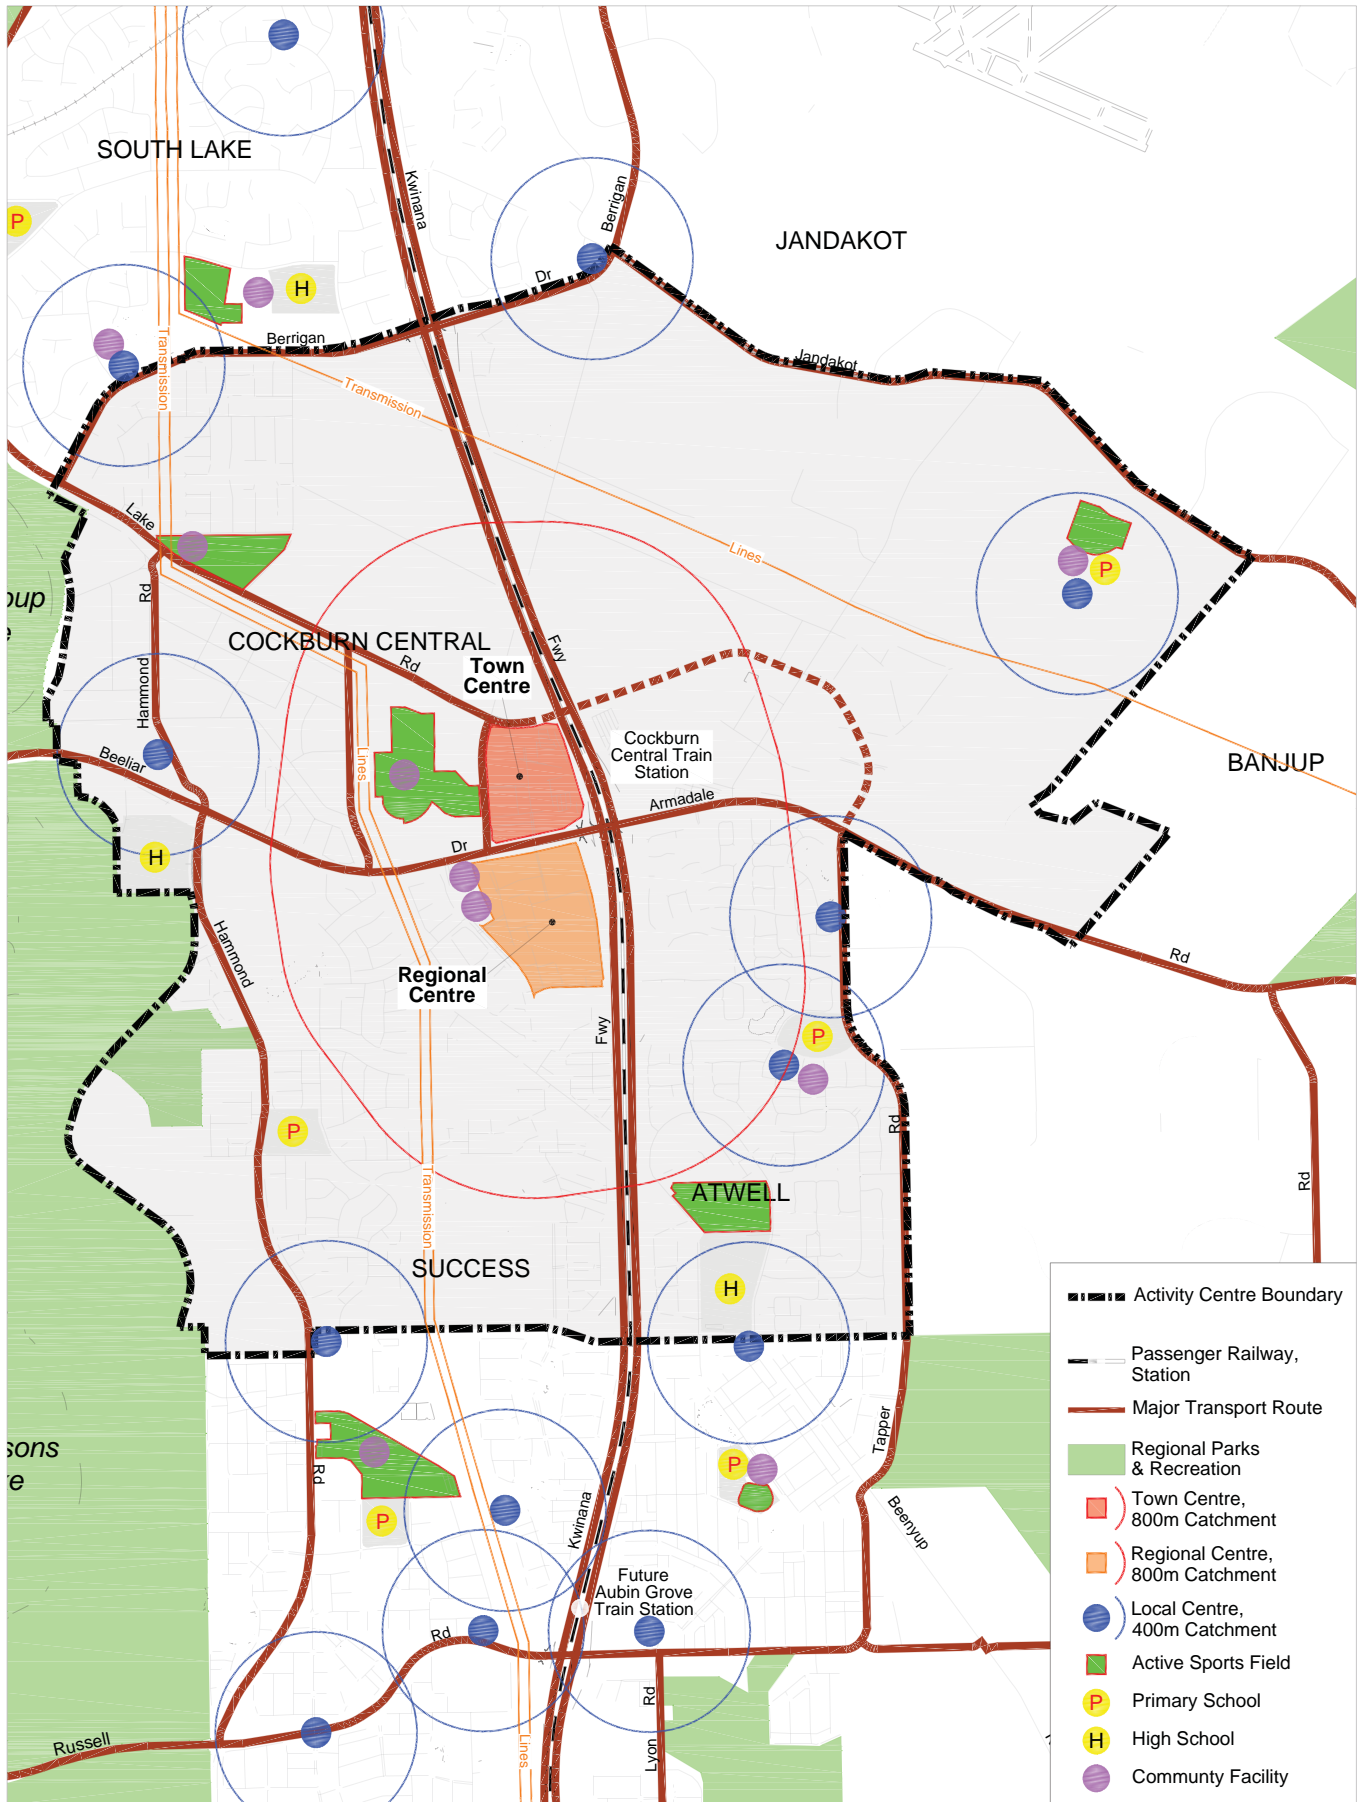 SOUTH LAKE
Kwinana
Berrigan
JANDAKOT
P
Dr
H
Berrigan
Transmission
Transmission
Jandakot
Lake
Lines
P
Rd
COCKBURN CENTRAL
Rd
Fwy
Town
Centre
Hammond
Cockburn
Central Train
Station
Lines
Beeliar
BANJUP
Armadale
Dr
H
Hammond
Rd
Regional
Centre
Fwy
P
Rd
P
Rd
Transmission
ATWELL
SUCCESS
H
Activity Centre Boundary
Passenger Railway,
Station
Major Transport Route
Tapper
sons
e
Regional Parks
& Recreation
Rd
P
Town Centre,
800m Catchment
P
Kwinana
Beenyup
Regional Centre,
800m Catchment
Future
Aubin Grove
Train Station
Local Centre,
400m Catchment
Rd
Active Sports Field
P
Primary School
Rd
Lyon
Russell
Lines
H
High School
Communty Facility